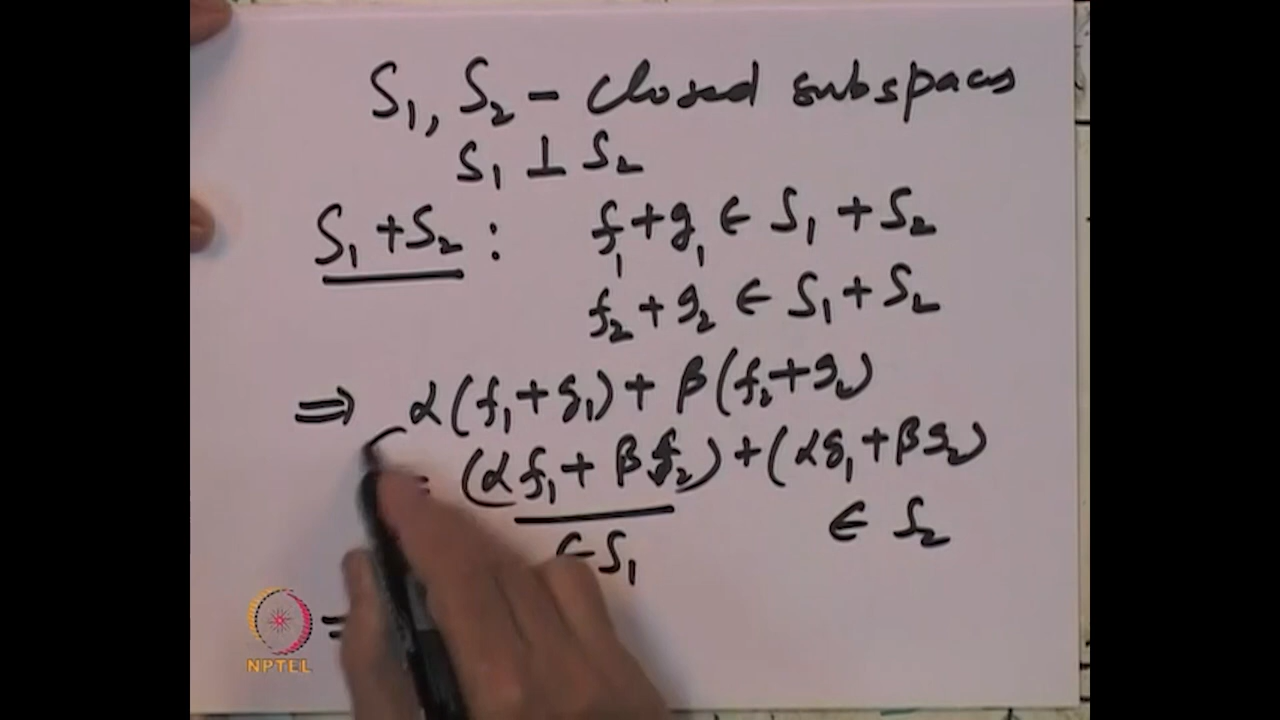 S₁, S₂ – closed subspaces
S₁ ⊥ S₂
S₁ + S₂ : f₁ + g₁ ∈ S₁ + S₂
f₂ + g₂ ∈ S₁ + S₂
⇒ α(f₁ + g₁) + β(f₂ + g₂)
= (αf₁ + βf₂) + (αg₁ + βg₂)
∈ S₁ ∈ S₂
NPTEL